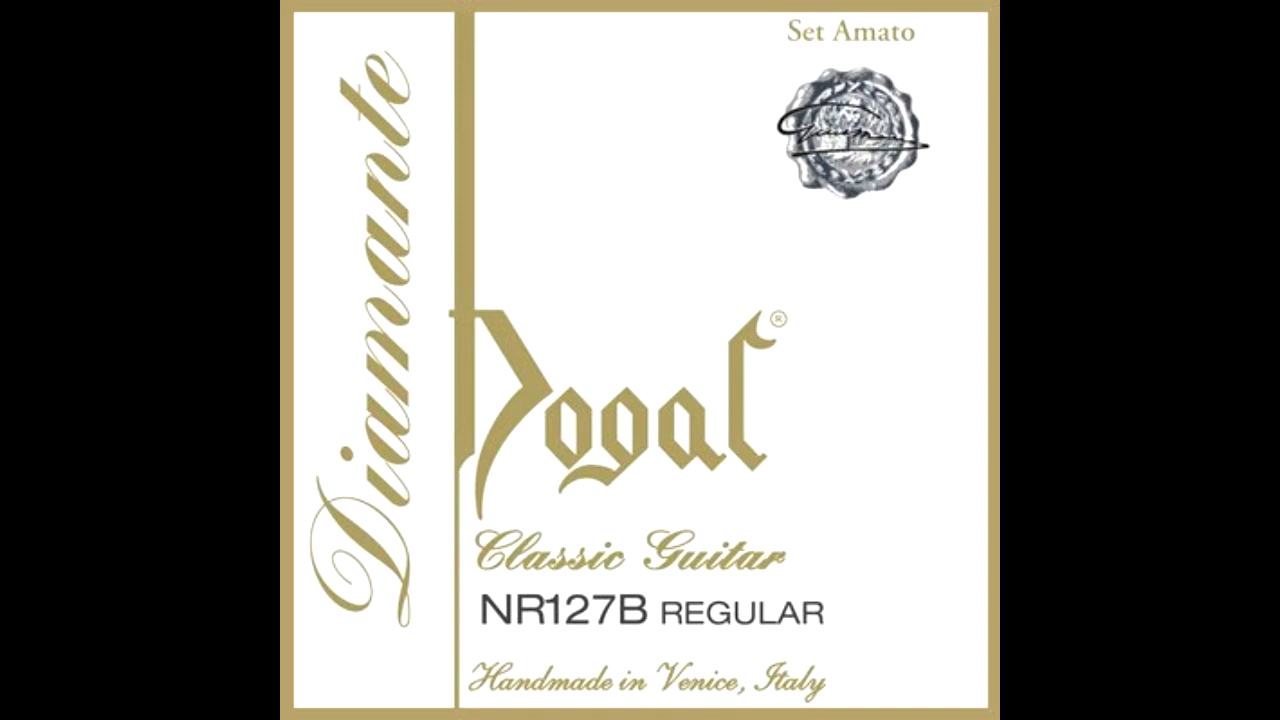 Set Amato
Diamante
Dogal®
Classic Guitar
NR127B REGULAR
Handmade in Venice, Italy